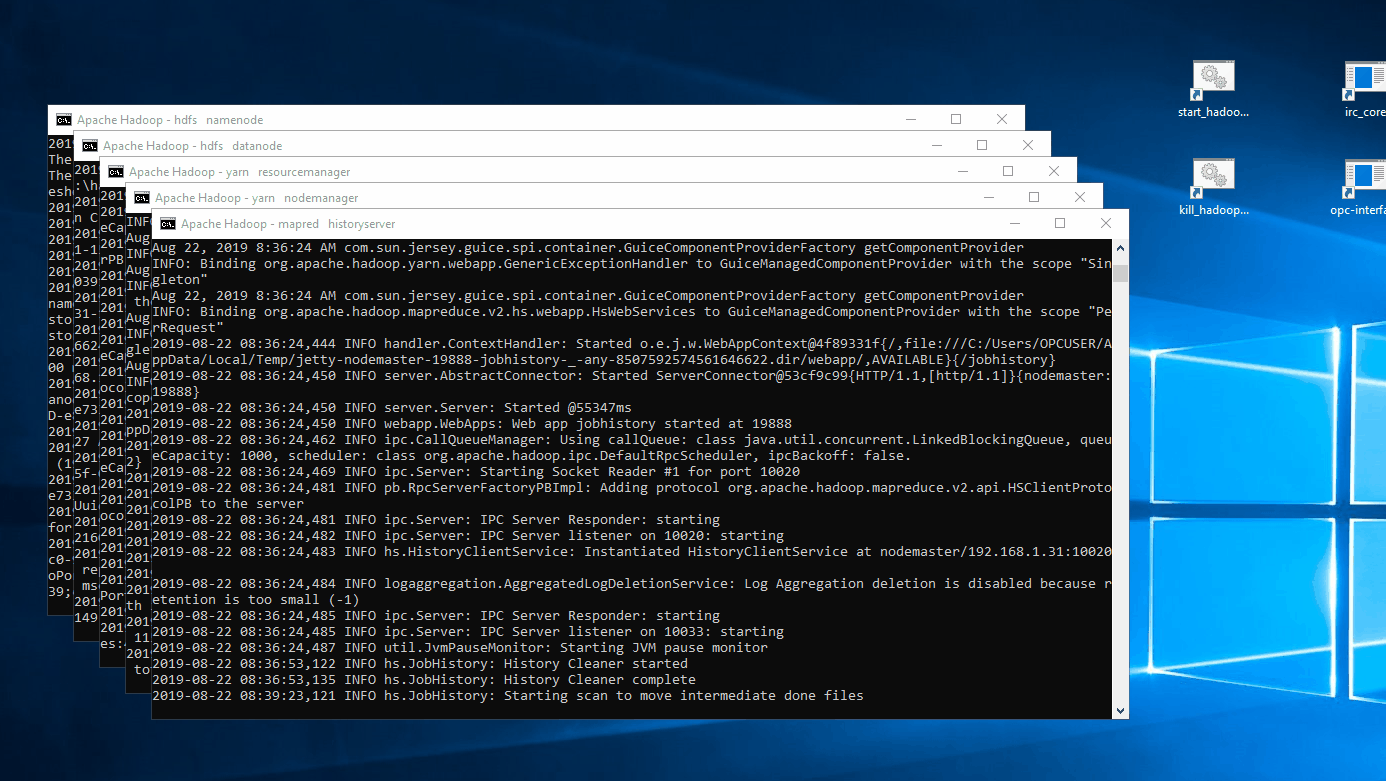 start_hadoo...
irc_core
kill_hadoop...
opc-interfa
Apache Hadoop - hdfs   namenode
Apache Hadoop - hdfs   datanode
Apache Hadoop - yarn   resourcemanager
Apache Hadoop - yarn   nodemanager
Apache Hadoop - mapred   historyserver
Aug 22, 2019 8:36:24 AM com.sun.jersey.guice.spi.container.GuiceComponentProviderFactory getComponentProvider
INFO: Binding org.apache.hadoop.yarn.webapp.GenericExceptionHandler to GuiceManagedComponentProvider with the scope "Sin
gleton"
Aug 22, 2019 8:36:24 AM com.sun.jersey.guice.spi.container.GuiceComponentProviderFactory getComponentProvider
INFO: Binding org.apache.hadoop.mapreduce.v2.hs.webapp.HsWebServices to GuiceManagedComponentProvider with the scope "Pe
rRequest"
2019-08-22 08:36:24,444 INFO handler.ContextHandler: Started o.e.j.w.WebAppContext@4f89331f{/,file:///C:/Users/OPCUSER/A
ppData/Local/Temp/jetty-nodemaster-19888-jobhistory-_-any-8507592574561646622.dir/webapp/,AVAILABLE}{/jobhistory}
2019-08-22 08:36:24,450 INFO server.AbstractConnector: Started ServerConnector@53cf9c99{HTTP/1.1,[http/1.1]}{nodemaster:
19888}
2019-08-22 08:36:24,450 INFO server.Server: Started @55347ms
2019-08-22 08:36:24,450 INFO webapp.WebApps: Web app jobhistory started at 19888
2019-08-22 08:36:24,462 INFO ipc.CallQueueManager: Using callQueue: class java.util.concurrent.LinkedBlockingQueue, queu
eCapacity: 1000, scheduler: class org.apache.hadoop.ipc.DefaultRpcScheduler, ipcBackoff: false.
2019-08-22 08:36:24,469 INFO ipc.Server: Starting Socket Reader #1 for port 10020
2019-08-22 08:36:24,481 INFO pb.RpcServerFactoryPBImpl: Adding protocol org.apache.hadoop.mapreduce.v2.api.HSClientProto
colPB to the server
2019-08-22 08:36:24,481 INFO ipc.Server: IPC Server Responder: starting
2019-08-22 08:36:24,482 INFO ipc.Server: IPC Server listener on 10020: starting
2019-08-22 08:36:24,483 INFO hs.HistoryClientService: Instantiated HistoryClientService at nodemaster/192.168.1.31:10020
2019-08-22 08:36:24,484 INFO logaggregation.AggregatedLogDeletionService: Log Aggregation deletion is disabled because r
etention is too small (-1)
2019-08-22 08:36:24,485 INFO ipc.Server: IPC Server Responder: starting
2019-08-22 08:36:24,485 INFO ipc.Server: IPC Server listener on 10033: starting
2019-08-22 08:36:24,487 INFO util.JvmPauseMonitor: Starting JVM pause monitor
2019-08-22 08:36:53,122 INFO hs.JobHistory: History Cleaner started
2019-08-22 08:36:53,135 INFO hs.JobHistory: History Cleaner complete
2019-08-22 08:39:23,121 INFO hs.JobHistory: Starting scan to move intermediate done files